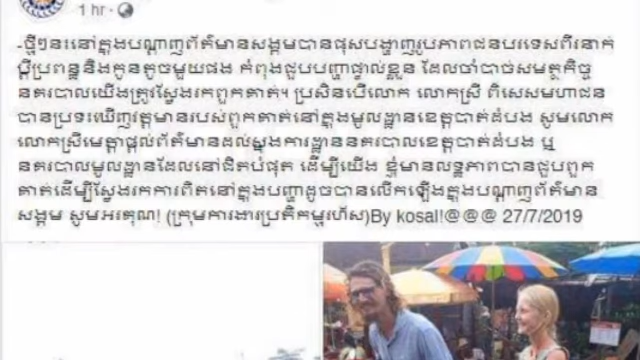 1 hr ·
-ថ្មីៗនេះនៅក្នុងបណ្តាញព័ត៌មានសង្គមបានផុសបង្ហាញរូបភាពជនបរទេសពីរនាក់
ប្តីប្រពន្ធនិងកូនតូចមួយផង កំពុងជួបបញ្ហាផ្ទាល់ខ្លួន ដែលចាំបាច់សមត្ថកិច្ច
នគរបាលយើងត្រូវស្វែងរកពួកគាត់។ ប្រសិនបើលោក លោកស្រី ពិសេសមហាជន
បានប្រទះឃើញវត្តមានរបស់ពួកគាត់នៅក្នុងមូលដ្ឋានខេត្តបាត់ដំបង សូមលោក
លោកស្រីមេត្តាផ្តល់ព័ត៌មានដល់ស្នងការដ្ឋាននគរបាលខេត្តបាត់ដំបង ឬ
នគរបាលមូលដ្ឋានដែលនៅជិតបំផុត ដើម្បីយើង ខ្ញុំមានលទ្ធភាពបានជួបពួក
គាត់ដើម្បីស្វែងរកការពិតនៅក្នុងបញ្ហាដូចបានលើកឡើងក្នុងបណ្តាញព័ត៌មាន
សង្គម សូមអរគុណ! (ក្រុមការងារប្រតិកម្មរហ័ស)By kosal!@@@ 27/7/2019